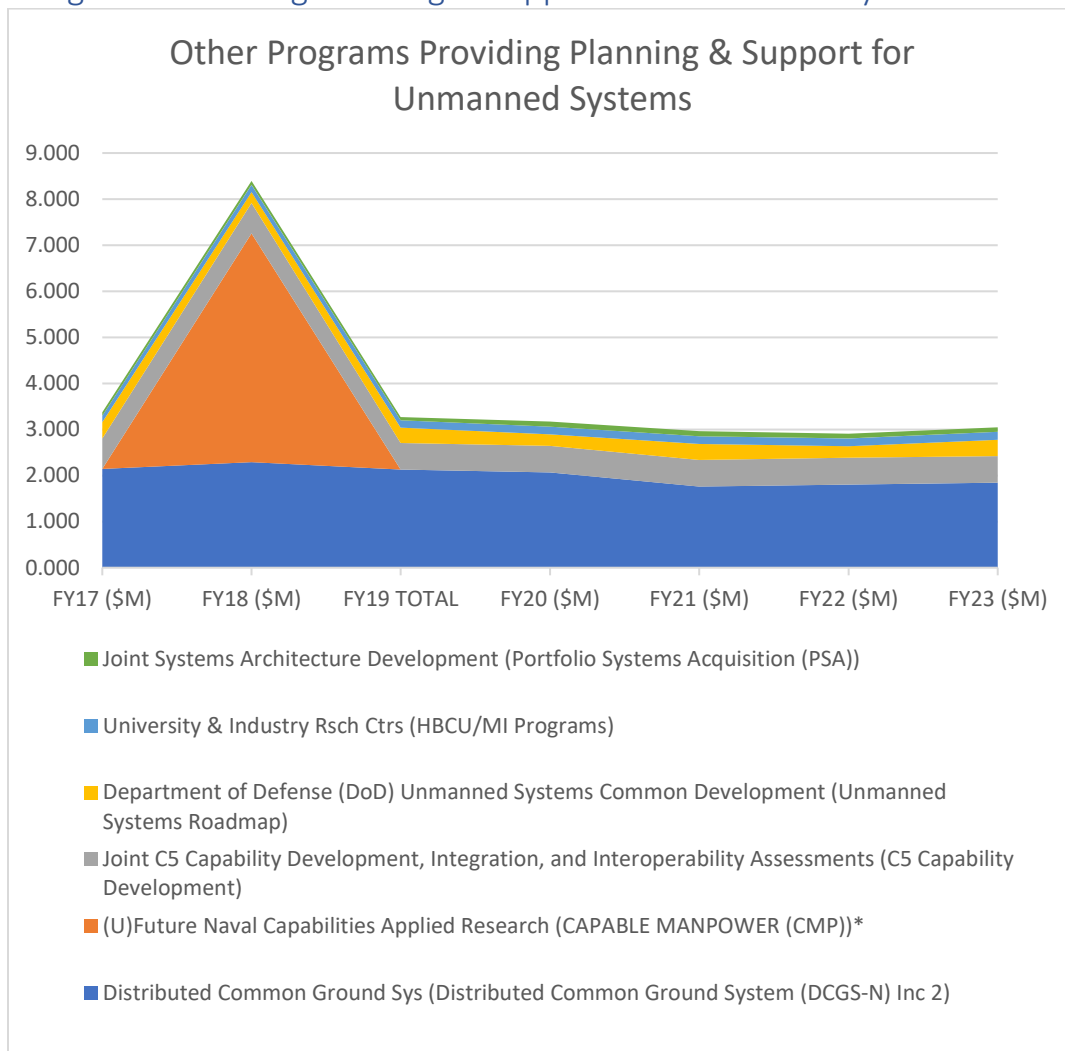 Other Programs Providing Planning & Support for
Unmanned Systems
9.000
8.000
7.000
6.000
5.000
4.000
3.000
2.000
1.000
0.000
FY17 ($M) FY18 ($M) FY19 TOTAL FY20 ($M) FY21 ($M) FY22 ($M) FY23 ($M)
Joint Systems Architecture Development (Portfolio Systems Acquisition (PSA))
University & Industry Rsch Ctrs (HBCU/MI Programs)
Department of Defense (DoD) Unmanned Systems Common Development (Unmanned
Systems Roadmap)
Joint C5 Capability Development, Integration, and Interoperability Assessments (C5 Capability
Development)
(U)Future Naval Capabilities Applied Research (CAPABLE MANPOWER (CMP))*
Distributed Common Ground Sys (Distributed Common Ground System (DCGS-N) Inc 2)